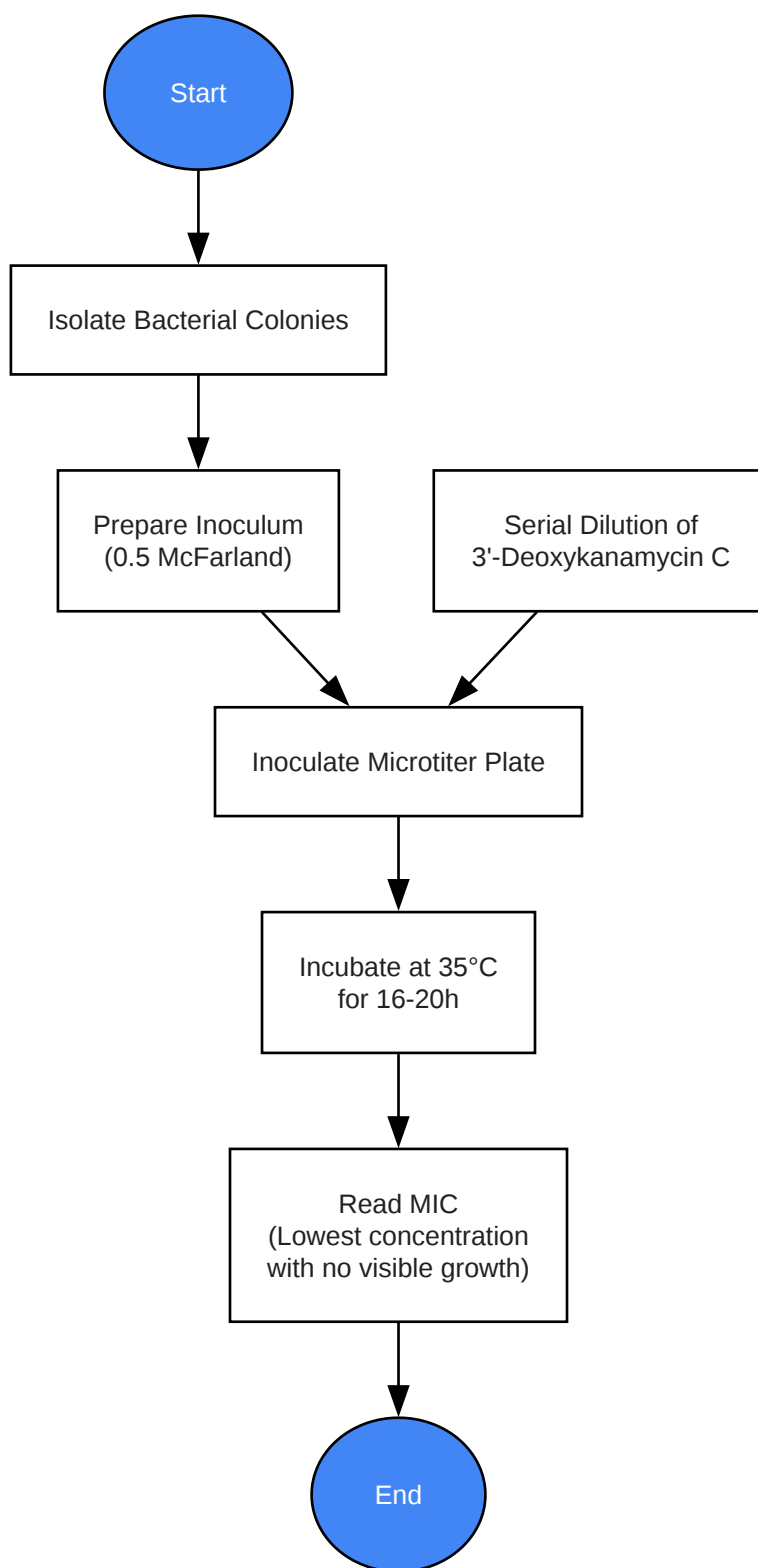 Start
Isolate Bacterial Colonies
Prepare Inoculum
(0.5 McFarland)
Serial Dilution of
3'-Deoxykanamycin C
Inoculate Microtiter Plate
Incubate at 35°C
for 16-20h
Read MIC
(Lowest concentration
with no visible growth)
End